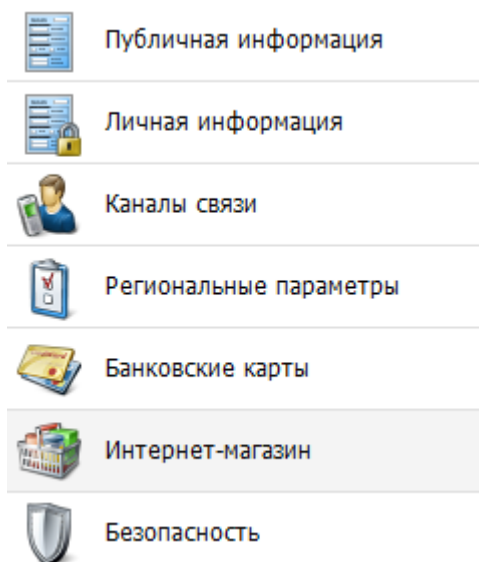 Публичная информация
Личная информация
Каналы связи
Региональные параметры
Банковские карты
Интернет-магазин
Безопасность